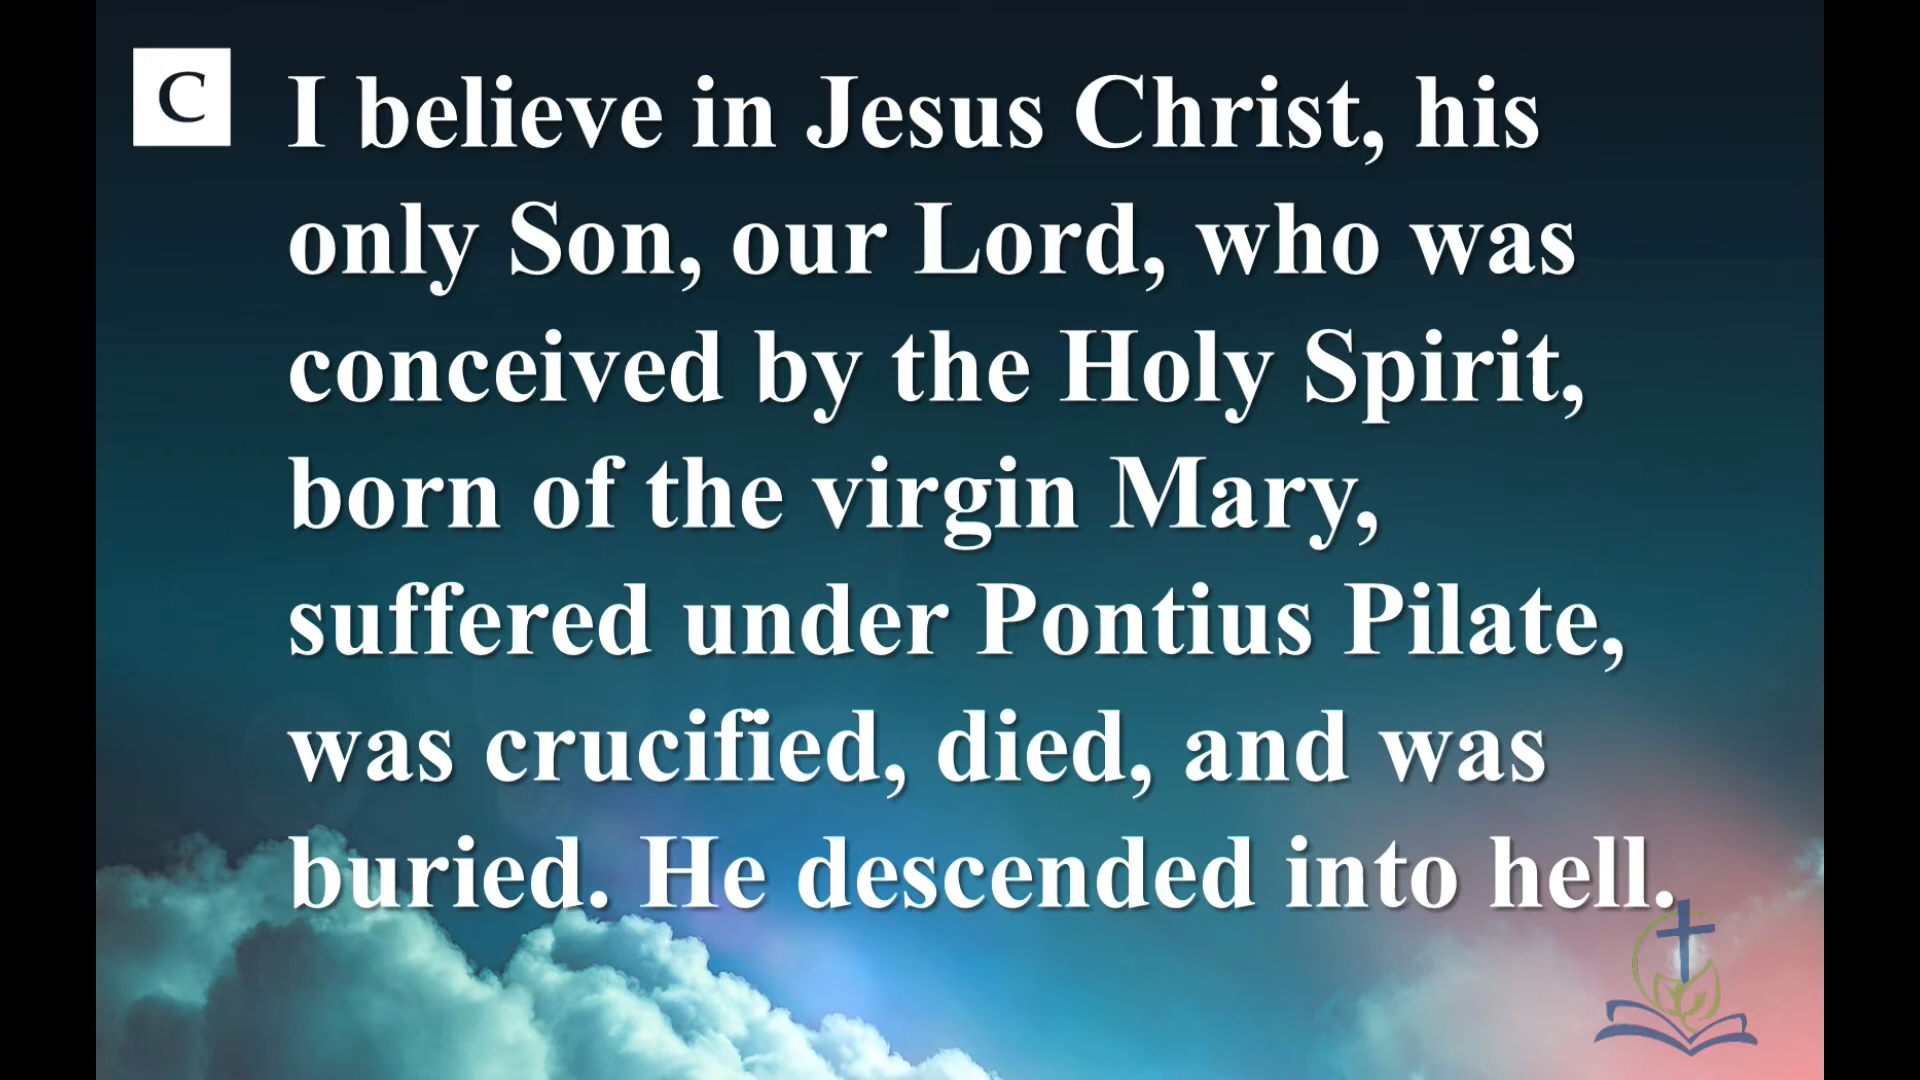 C
I believe in Jesus Christ, his
only Son, our Lord, who was
conceived by the Holy Spirit,
born of the virgin Mary,
suffered under Pontius Pilate,
was crucified, died, and was
buried. He descended into hell.